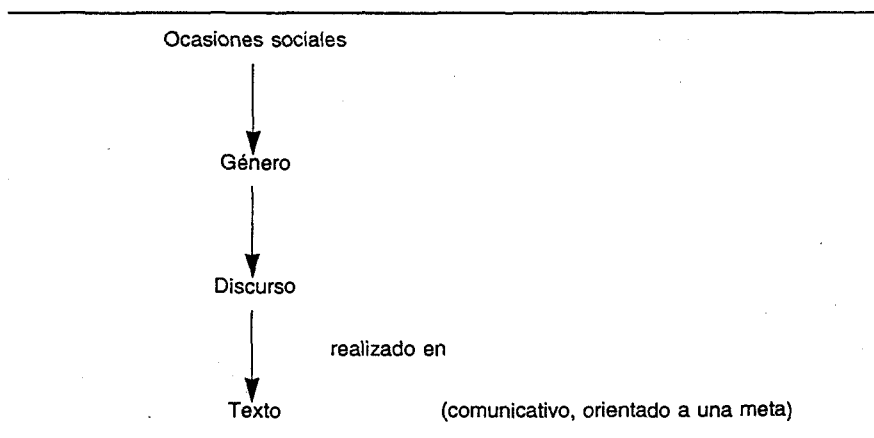 Ocasiones sociales
Género
Discurso
realizado en
Texto (comunicativo, orientado a una meta)